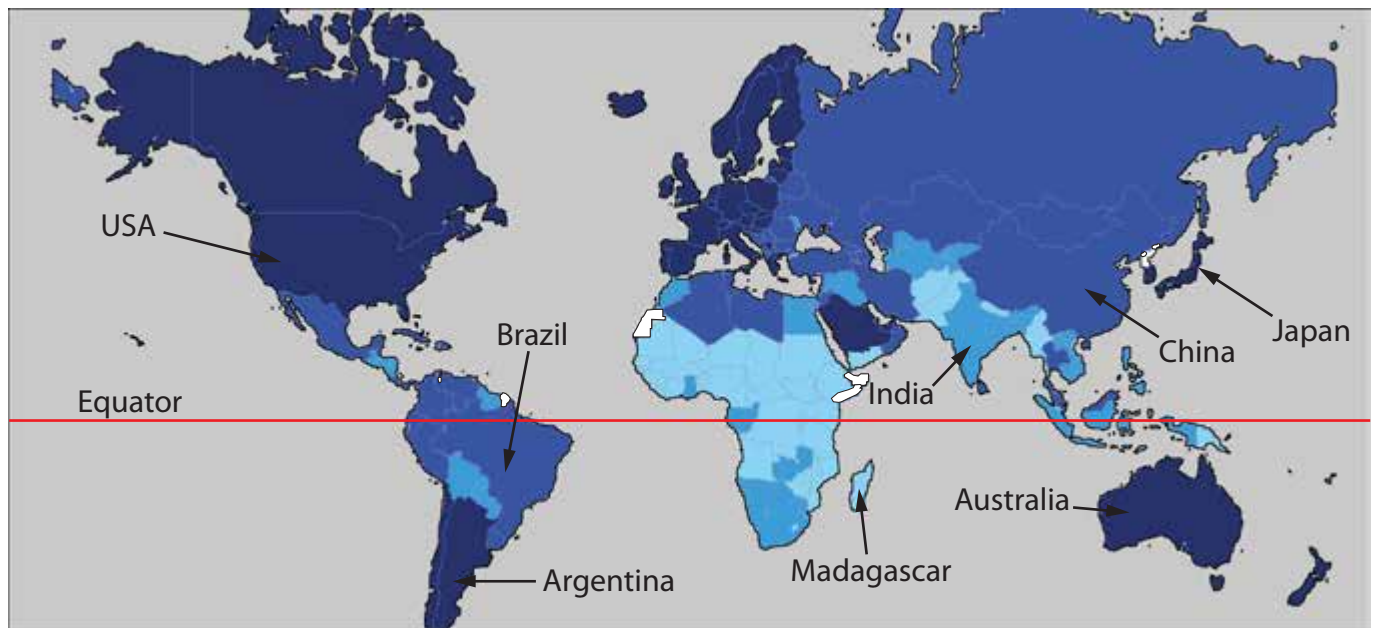 USA
Brazil
Japan
China
India
Equator
Australia
Madagascar
Argentina